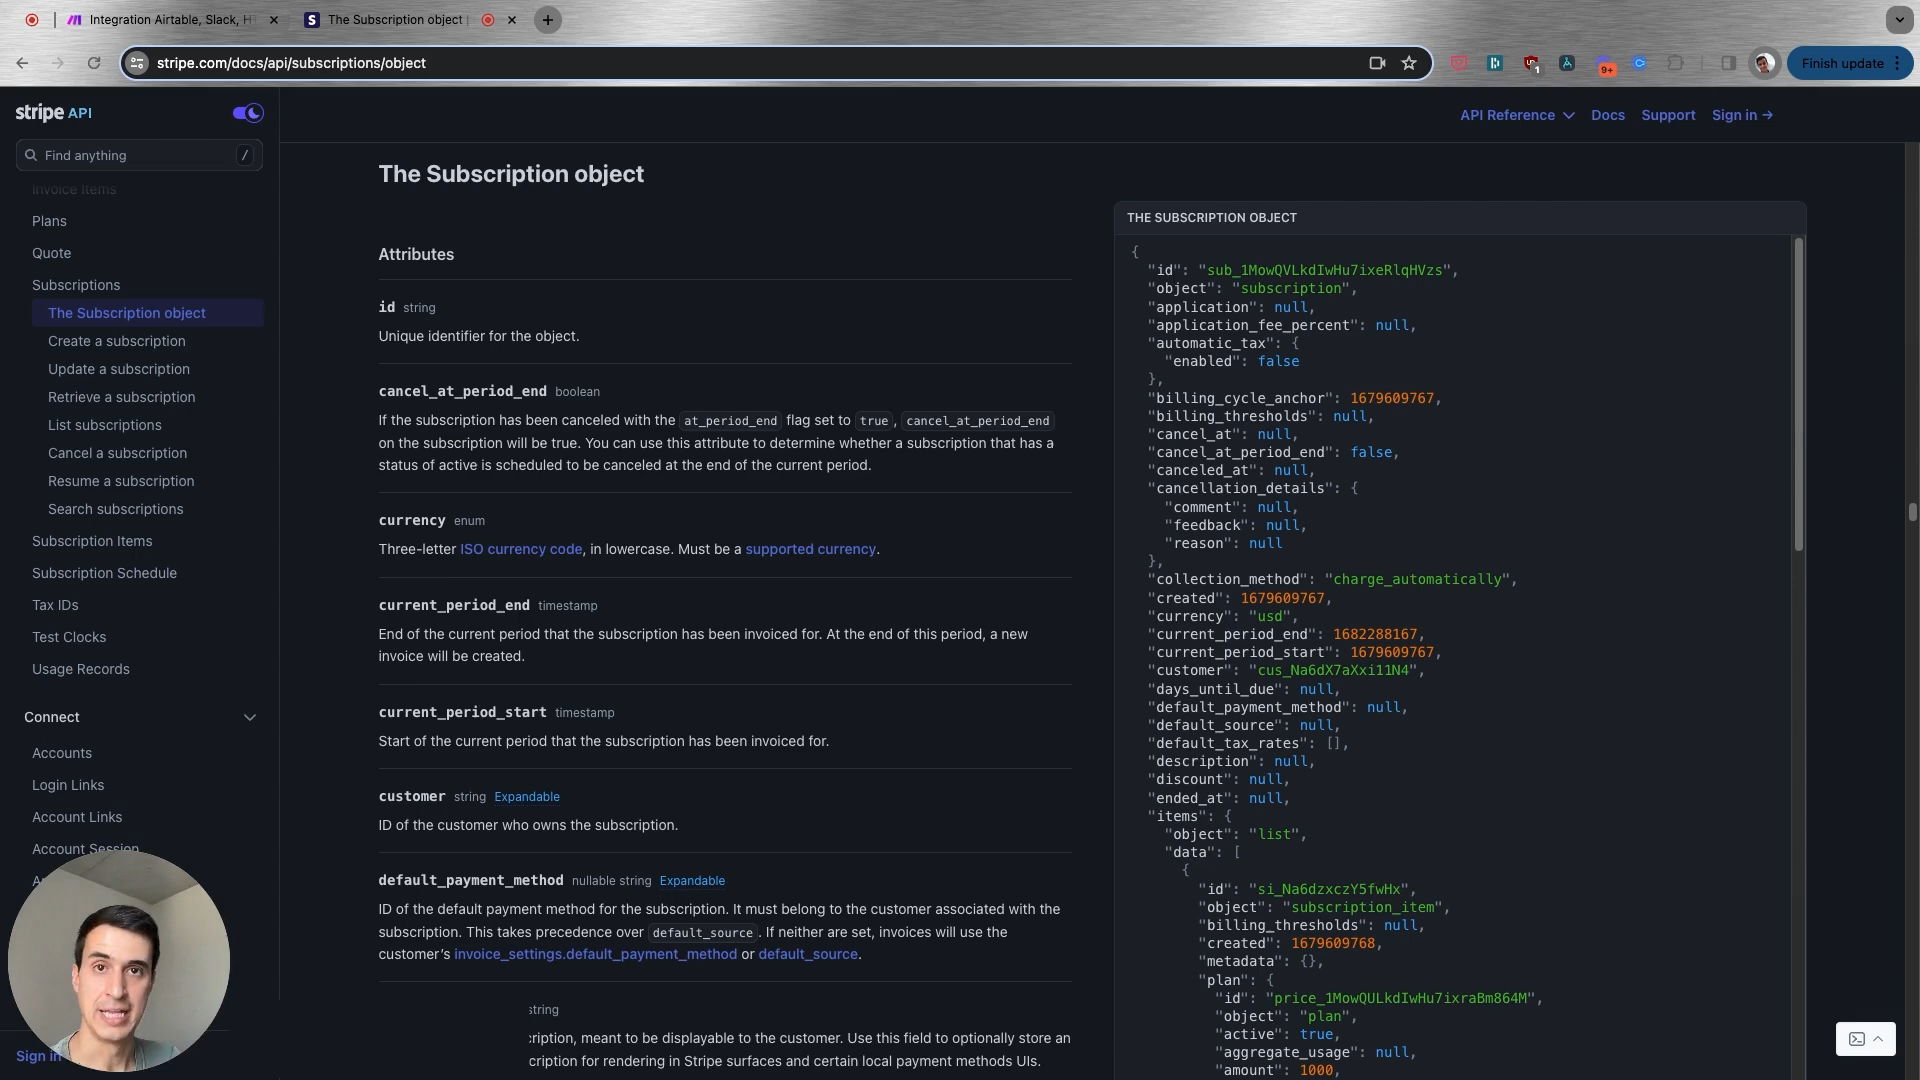 Integration Airtable, Slack, H
The Subscription object |
stripe.com/docs/api/subscriptions/object
1
9+
Finish update
stripe API
API Reference
Docs
Support
Sign in →
Find anything
/
Invoice Items
Plans
Quote
Subscriptions
The Subscription object
Create a subscription
Update a subscription
Retrieve a subscription
List subscriptions
Cancel a subscription
Resume a subscription
Search subscriptions
Subscription Items
Subscription Schedule
Tax IDs
Test Clocks
Usage Records
Connect
Accounts
Login Links
Account Links
Account Session
Sign in
The Subscription object
Attributes
id string
Unique identifier for the object.
cancel_at_period_end boolean
If the subscription has been canceled with the at_period_end flag set to true, cancel_at_period_end
on the subscription will be true. You can use this attribute to determine whether a subscription that has a
status of active is scheduled to be canceled at the end of the current period.
currency enum
Three-letter ISO currency code, in lowercase. Must be a supported currency.
current_period_end timestamp
End of the current period that the subscription has been invoiced for. At the end of this period, a new
invoice will be created.
current_period_start timestamp
Start of the current period that the subscription has been invoiced for.
customer string Expandable
ID of the customer who owns the subscription.
default_payment_method nullable string Expandable
ID of the default payment method for the subscription. It must belong to the customer associated with the
subscription. This takes precedence over default_source. If neither are set, invoices will use the
customer's invoice_settings.default_payment_method or default_source.
string
cription, meant to be displayable to the customer. Use this field to optionally store an
cription for rendering in Stripe surfaces and certain local payment methods UIs.
THE SUBSCRIPTION OBJECT
{
"id": "sub_1MowQVLkdIwHu7ixeRlqHVzs",
"object": "subscription",
"application": null,
"application_fee_percent": null,
"automatic_tax": {
"enabled": false
},
"billing_cycle_anchor": 1679609767,
"billing_thresholds": null,
"cancel_at": null,
"cancel_at_period_end": false,
"canceled_at": null,
"cancellation_details": {
"comment": null,
"feedback": null,
"reason": null
},
"collection_method": "charge_automatically",
"created": 1679609767,
"currency": "usd",
"current_period_end": 1682288167,
"current_period_start": 1679609767,
"customer": "cus_Na6dX7aXxi11N4",
"days_until_due": null,
"default_payment_method": null,
"default_source": null,
"default_tax_rates": [],
"description": null,
"discount": null,
"ended_at": null,
"items": {
"object": "list",
"data": [
{
"id": "si_Na6dzxczY5fwHx",
"object": "subscription_item",
"billing_thresholds": null,
"created": 1679609768,
"metadata": {},
"plan": {
"id": "price_1MowQULkdIwHu7ixraBm864M",
"object": "plan",
"active": true,
"aggregate_usage": null,
"amount": 1000,